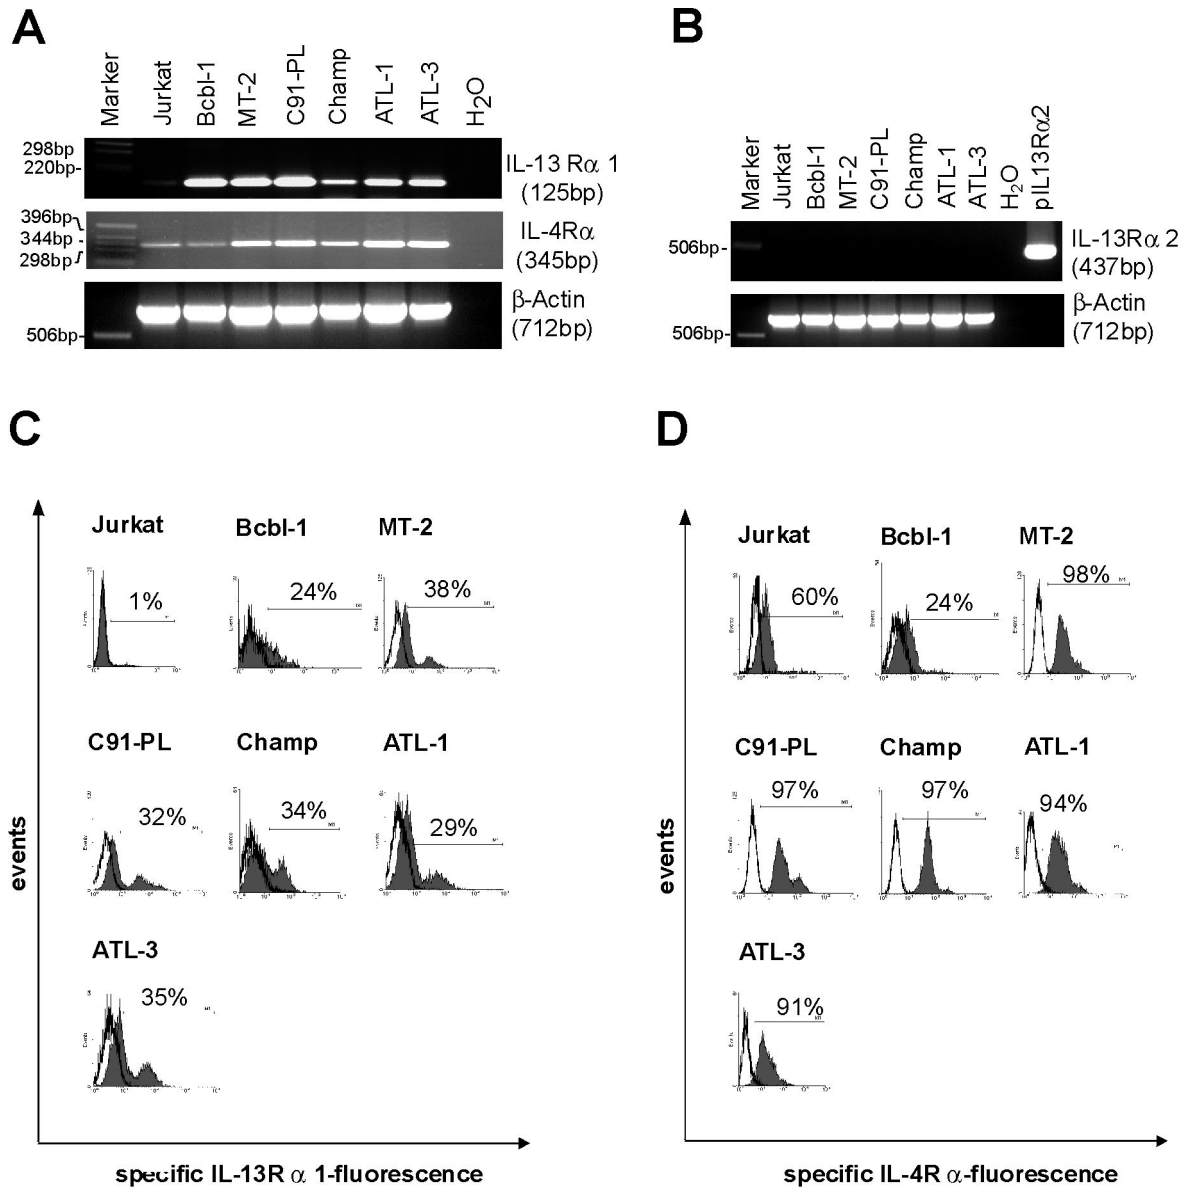 A
Marker
Jurkat
Bcbl-1
MT-2
C91-PL
Champ
ATL-1
ATL-3
H2O
298bp
220bp-
IL-13 Rα 1
(125bp)
396bp
344bp -
298bp
IL-4Rα
(345bp)
506bp-
β-Actin
(712bp)
B
Marker
Jurkat
Bcbl-1
MT-2
C91-PL
Champ
ATL-1
ATL-3
H2O
pIL13Rα2
506bp-
IL-13Rα 2
(437bp)
506bp-
β-Actin
(712bp)
C
events
Jurkat
1%
Bcbl-1
24%
MT-2
38%
C91-PL
32%
Champ
34%
ATL-1
29%
ATL-3
35%
specific IL-13R α 1-fluorescence
D
events
Jurkat
60%
Bcbl-1
24%
MT-2
98%
C91-PL
97%
Champ
97%
ATL-1
94%
ATL-3
91%
specific IL-4R α-fluorescence